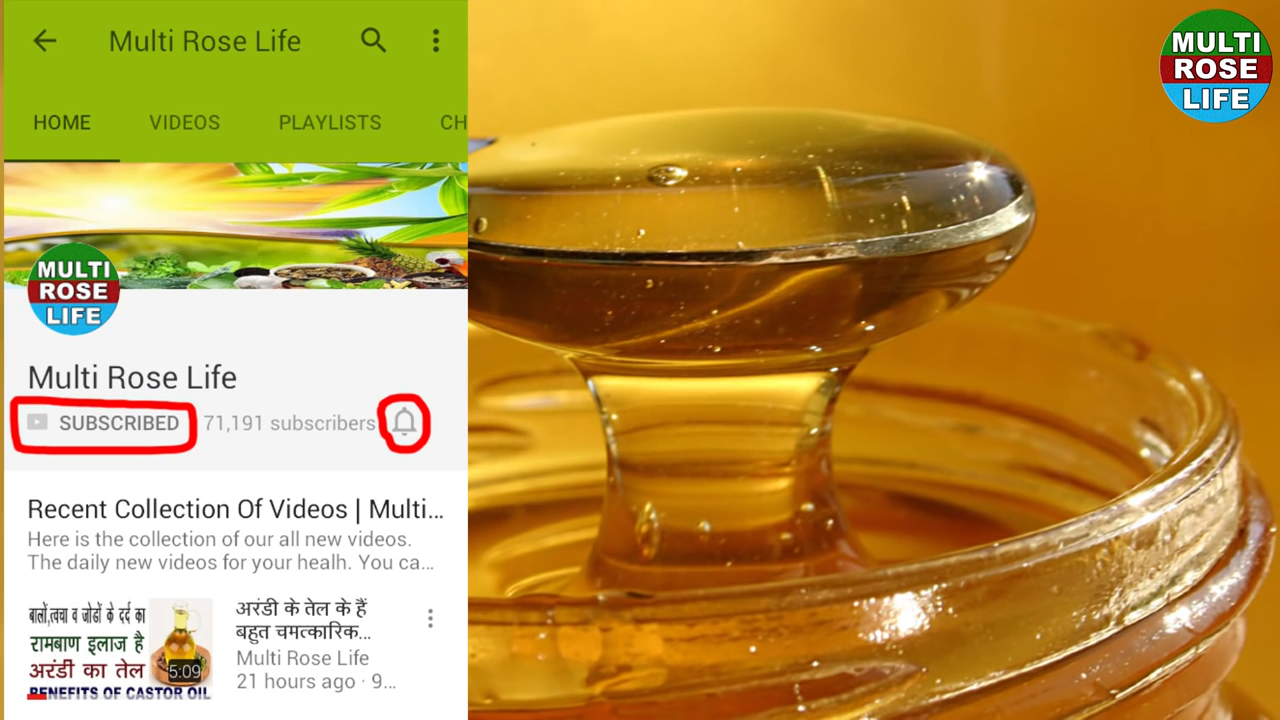 Multi Rose Life
HOME VIDEOS PLAYLISTS CH
MULTI
ROSE
LIFE
Multi Rose Life
SUBSCRIBED 71,191 subscribers
Recent Collection Of Videos | Multi...
Here is the collection of our all new videos.
The daily new videos for your healh. You ca...
बालों,त्वचा व जोडों के दर्द का
रामबाण इलाज है
अरंडी का तेल
BENEFITS OF CASTOR OIL
5:09
अरंडी के तेल के हैं
बहुत चमत्कारिक...
Multi Rose Life
21 hours ago · 9...
MULTI
ROSE
LIFE